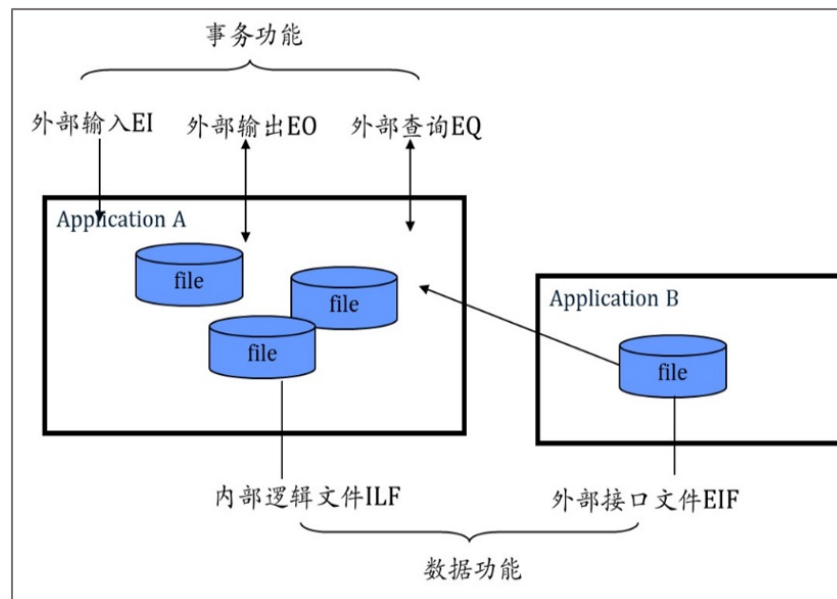 事务功能
外部输入EI 外部输出EO 外部查询EQ
Application A
file
file
file
Application B
file
内部逻辑文件ILF 外部接口文件EIF
数据功能